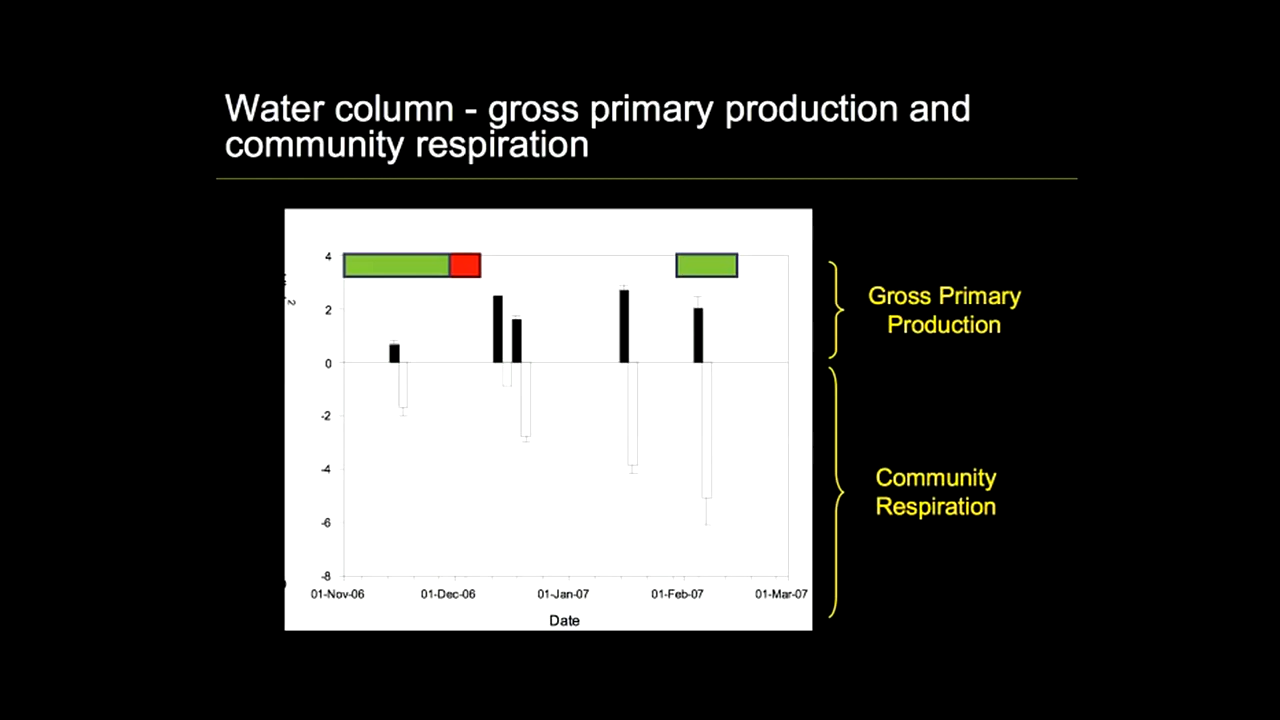 Water column - gross primary production and
community respiration
4
2
0
-2
-4
-6
-8
01-Nov-06
01-Dec-06
01-Jan-07
01-Feb-07
01-Mar-07
Date
Gross Primary
Production
Community
Respiration